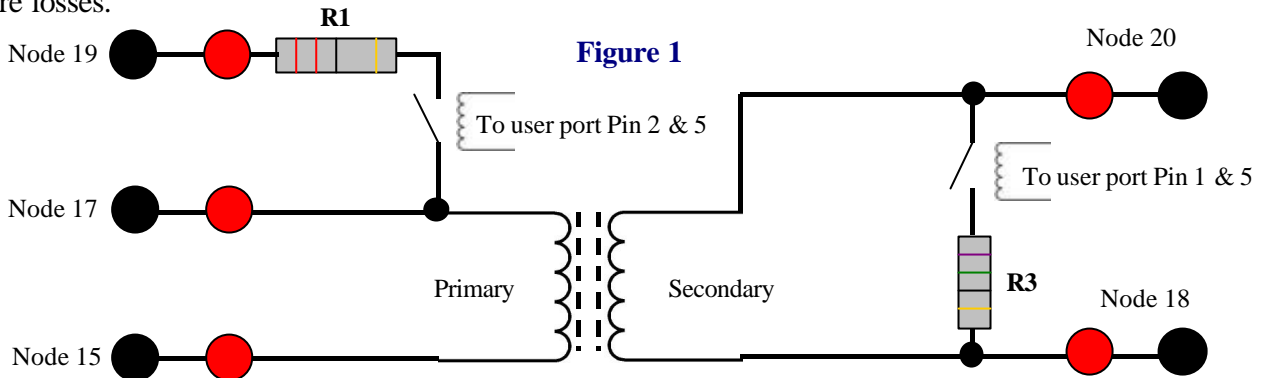 re losses.
R1
Node 19
Figure 1
Node 20
To user port Pin 2 & 5
To user port Pin 1 & 5
Node 17
Primary
Secondary
R3
Node 18
Node 15